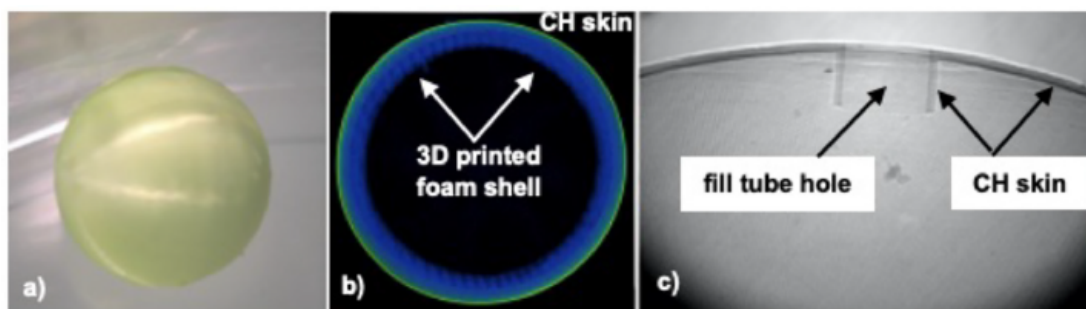 a)
CH skin
3D printed
foam shell
b)
c)
fill tube hole
CH skin